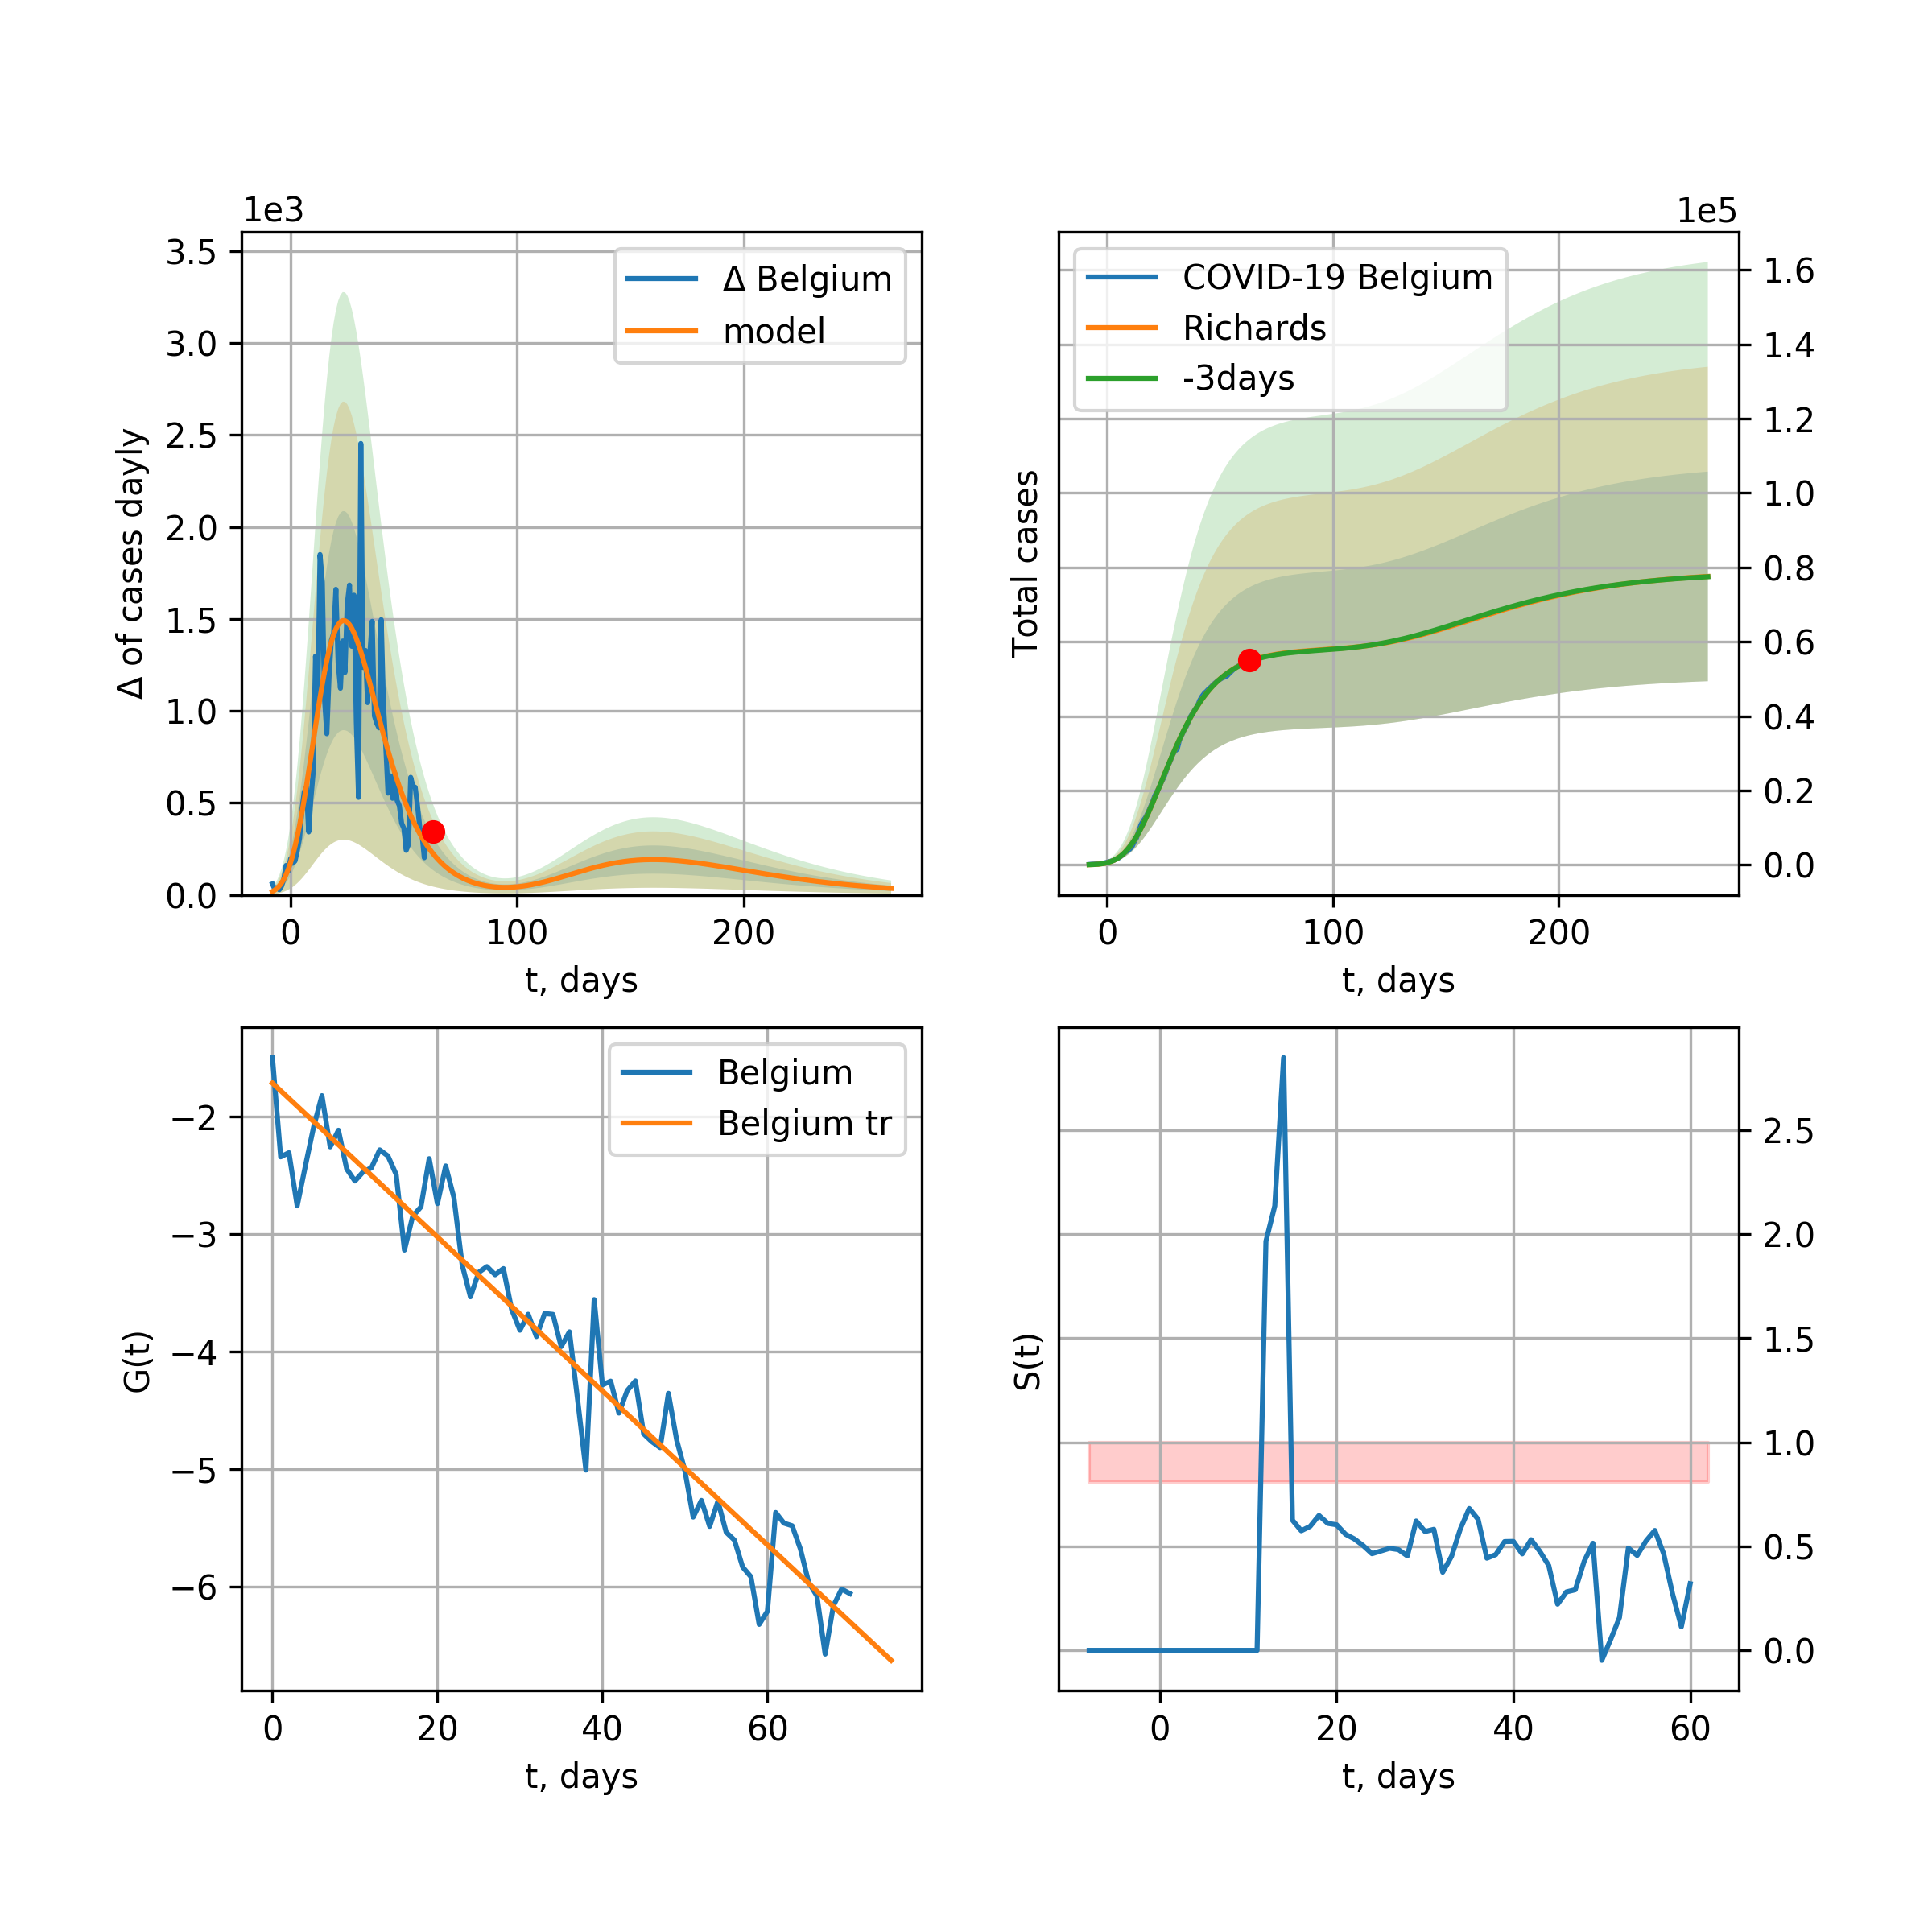 1e3
3.5
3.0
2.5
2.0
1.5
1.0
0.5
0.0
Δ of cases dayly
Δ Belgium
model
0 100 200
t, days
1e5
COVID-19 Belgium
Richards
-3days
Total cases
1.6
1.4
1.2
1.0
0.8
0.6
0.4
0.2
0.0
0 100 200
t, days
Belgium
Belgium tr
G(t)
−2
−3
−4
−5
−6
0 20 40 60
t, days
S(t)
2.5
2.0
1.5
1.0
0.5
0.0
0 20 40 60
t, days